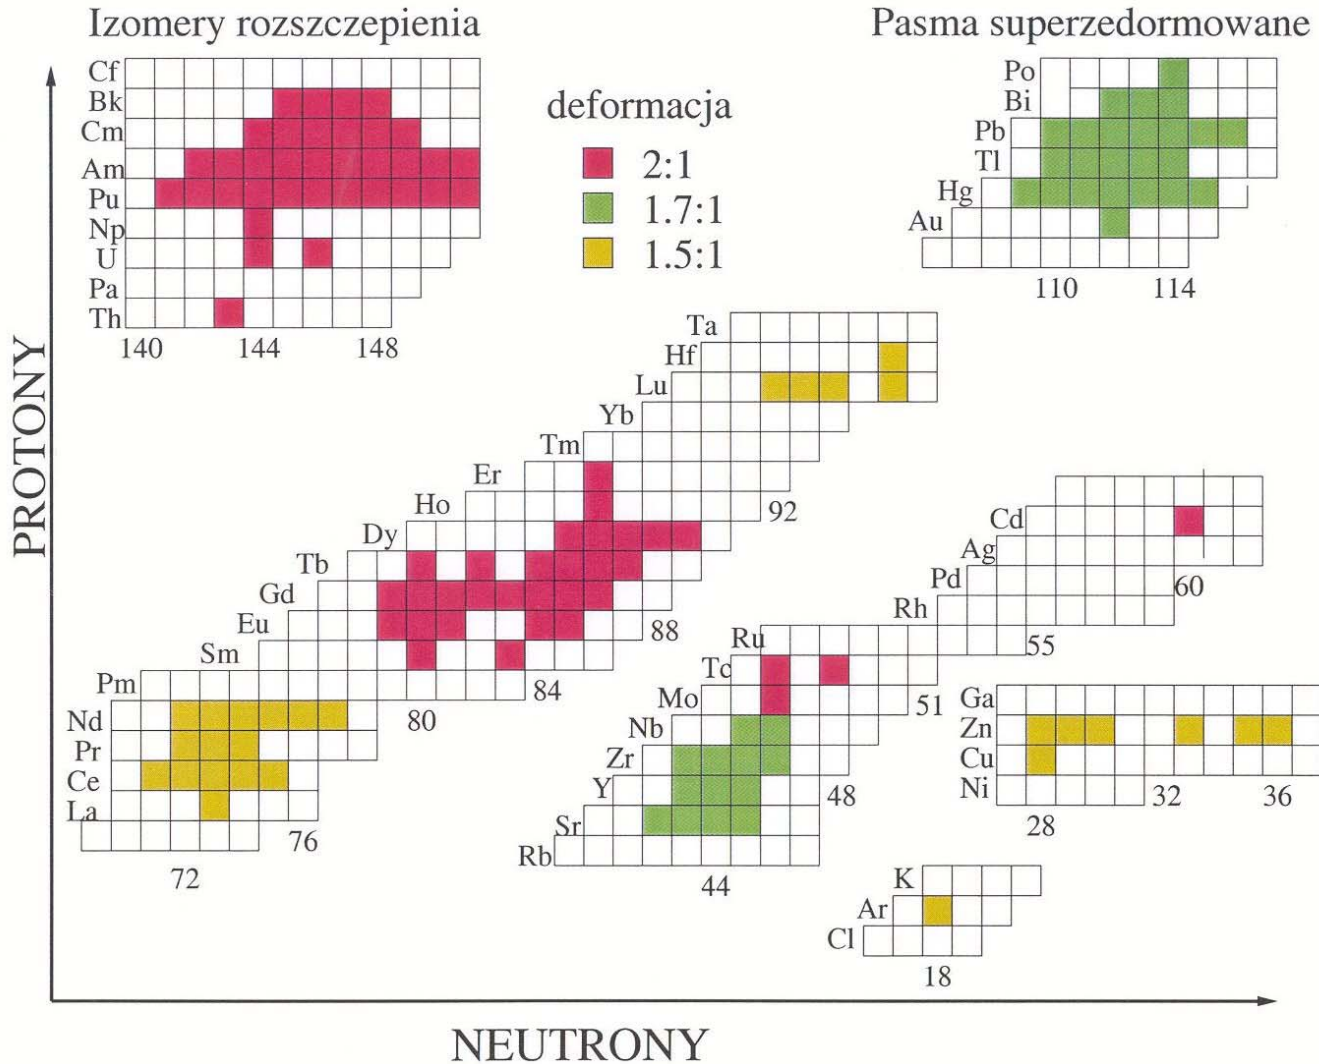 Izomery rozszczepienia
Pasma superzedormowane
Cf
Bk
Cm
Am
Pu
Np
U
Pa
Th
140 144 148
deformacja
2:1
1.7:1
1.5:1
Po
Bi
Pb
Tl
Hg
Au
110 114
Ta
Hf
Lu
Yb
Tm
Er
Ho
Dy
Tb
Gd
Eu
Sm
Pm
Nd
Pr
Ce
La
92
88
84
80
76
72
Cd
Ag
Pd
Rh
Ru
Tc
Mo
Nb
Zr
Y
Sr
Rb
60
55
51
48
44
Ga
Zn
Cu
Ni
32 36
28
K
Ar
Cl
18
PROTONY
NEUTRONY